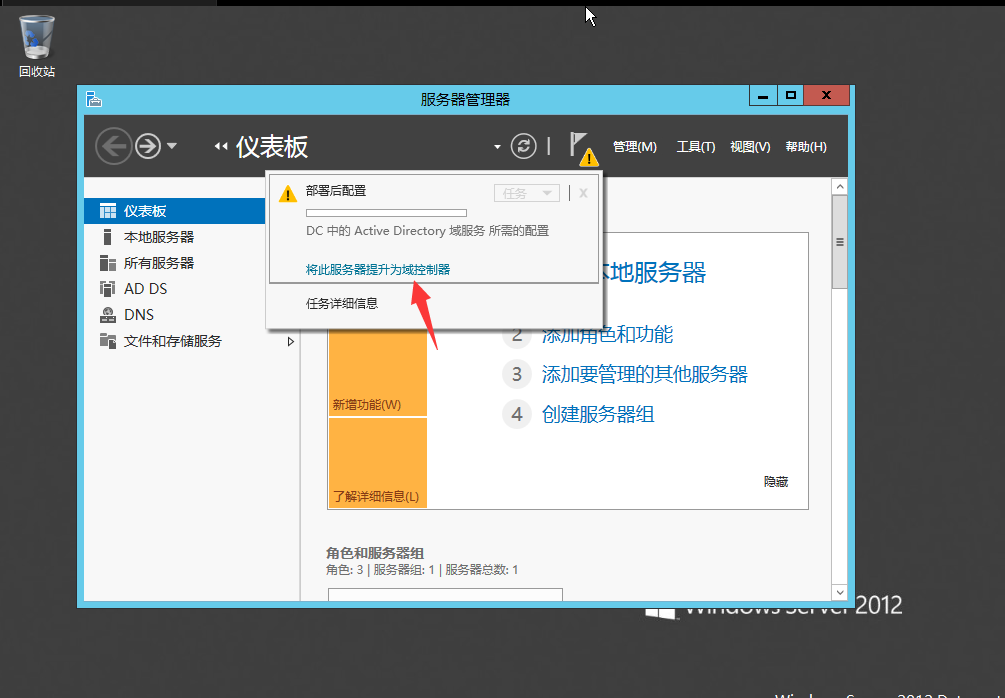 回收站
服务器管理器
仪表板
管理(M) 工具(T) 视图(V) 帮助(H)
仪表板
本地服务器
所有服务器
AD DS
DNS
文件和存储服务
部署后配置
任务
DC 中的 Active Directory 域服务 所需的配置
将此服务器提升为域控制器
任务详细信息
本地服务器
2 添加角色和功能
3 添加要管理的其他服务器
4 创建服务器组
新增功能(W)
了解详细信息(L)
隐藏
角色和服务器组
角色: 3 | 服务器组: 1 | 服务器总数: 1
Windows Server 2012